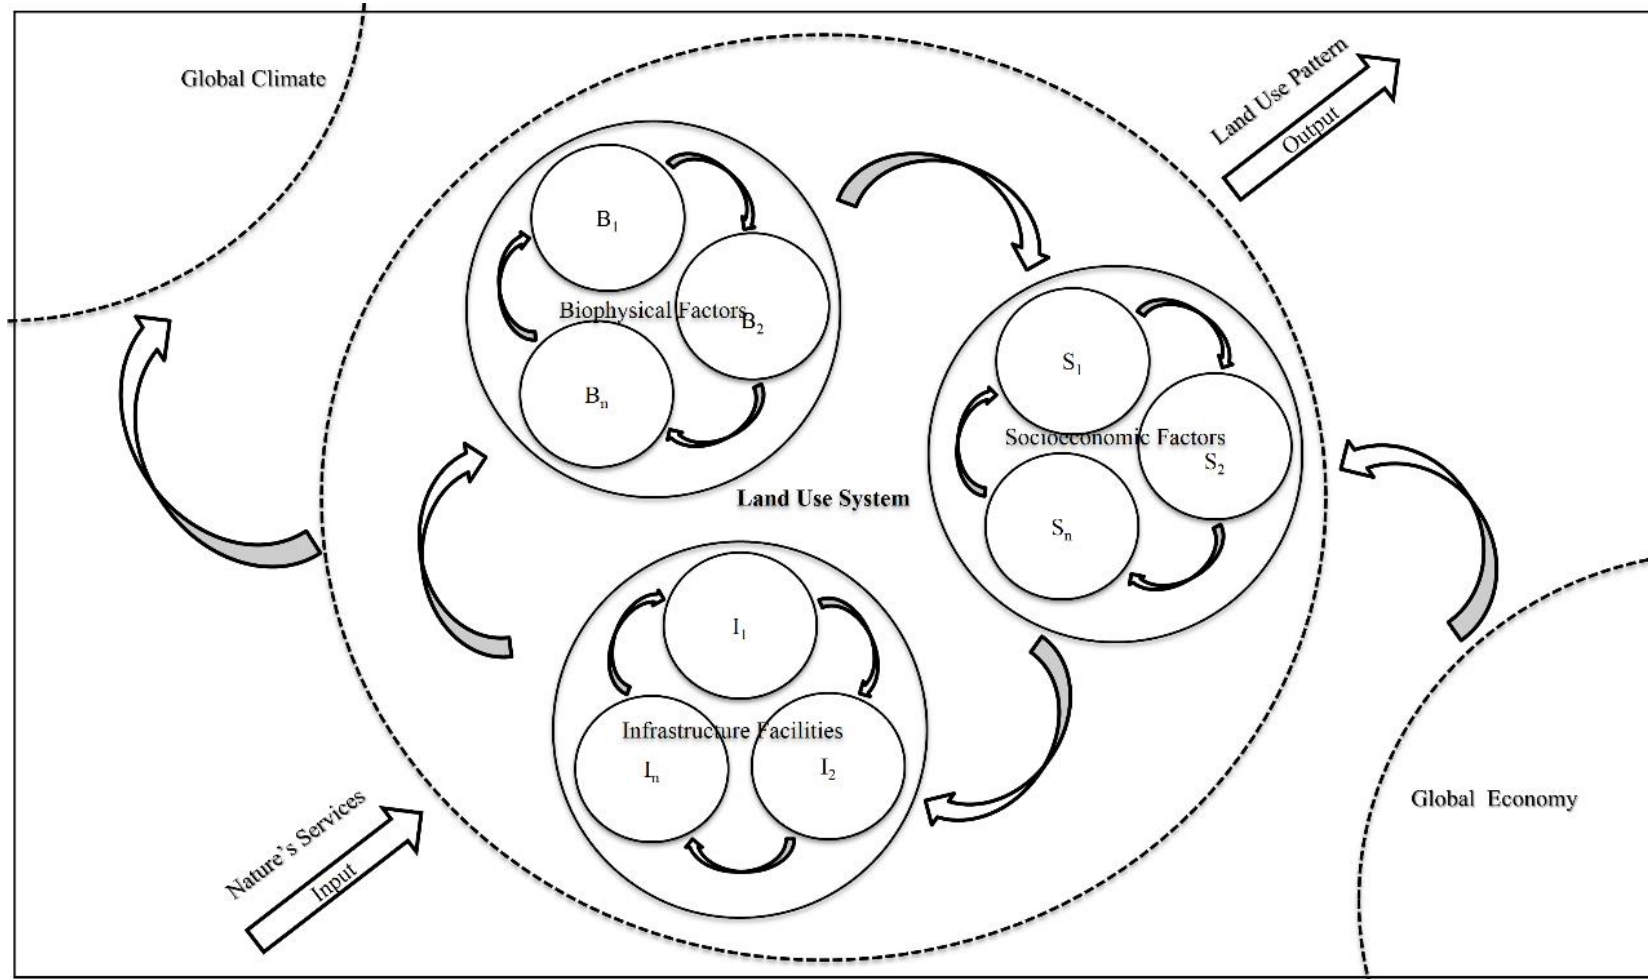 Global Climate
Land Use Pattern
Output
B1
Biophysical Factors
B2
Bn
S1
Socioeconomic Factors
S2
Sn
Land Use System
I1
Infrastructure Facilities
In
I2
Global Economy
Nature's Services
Input